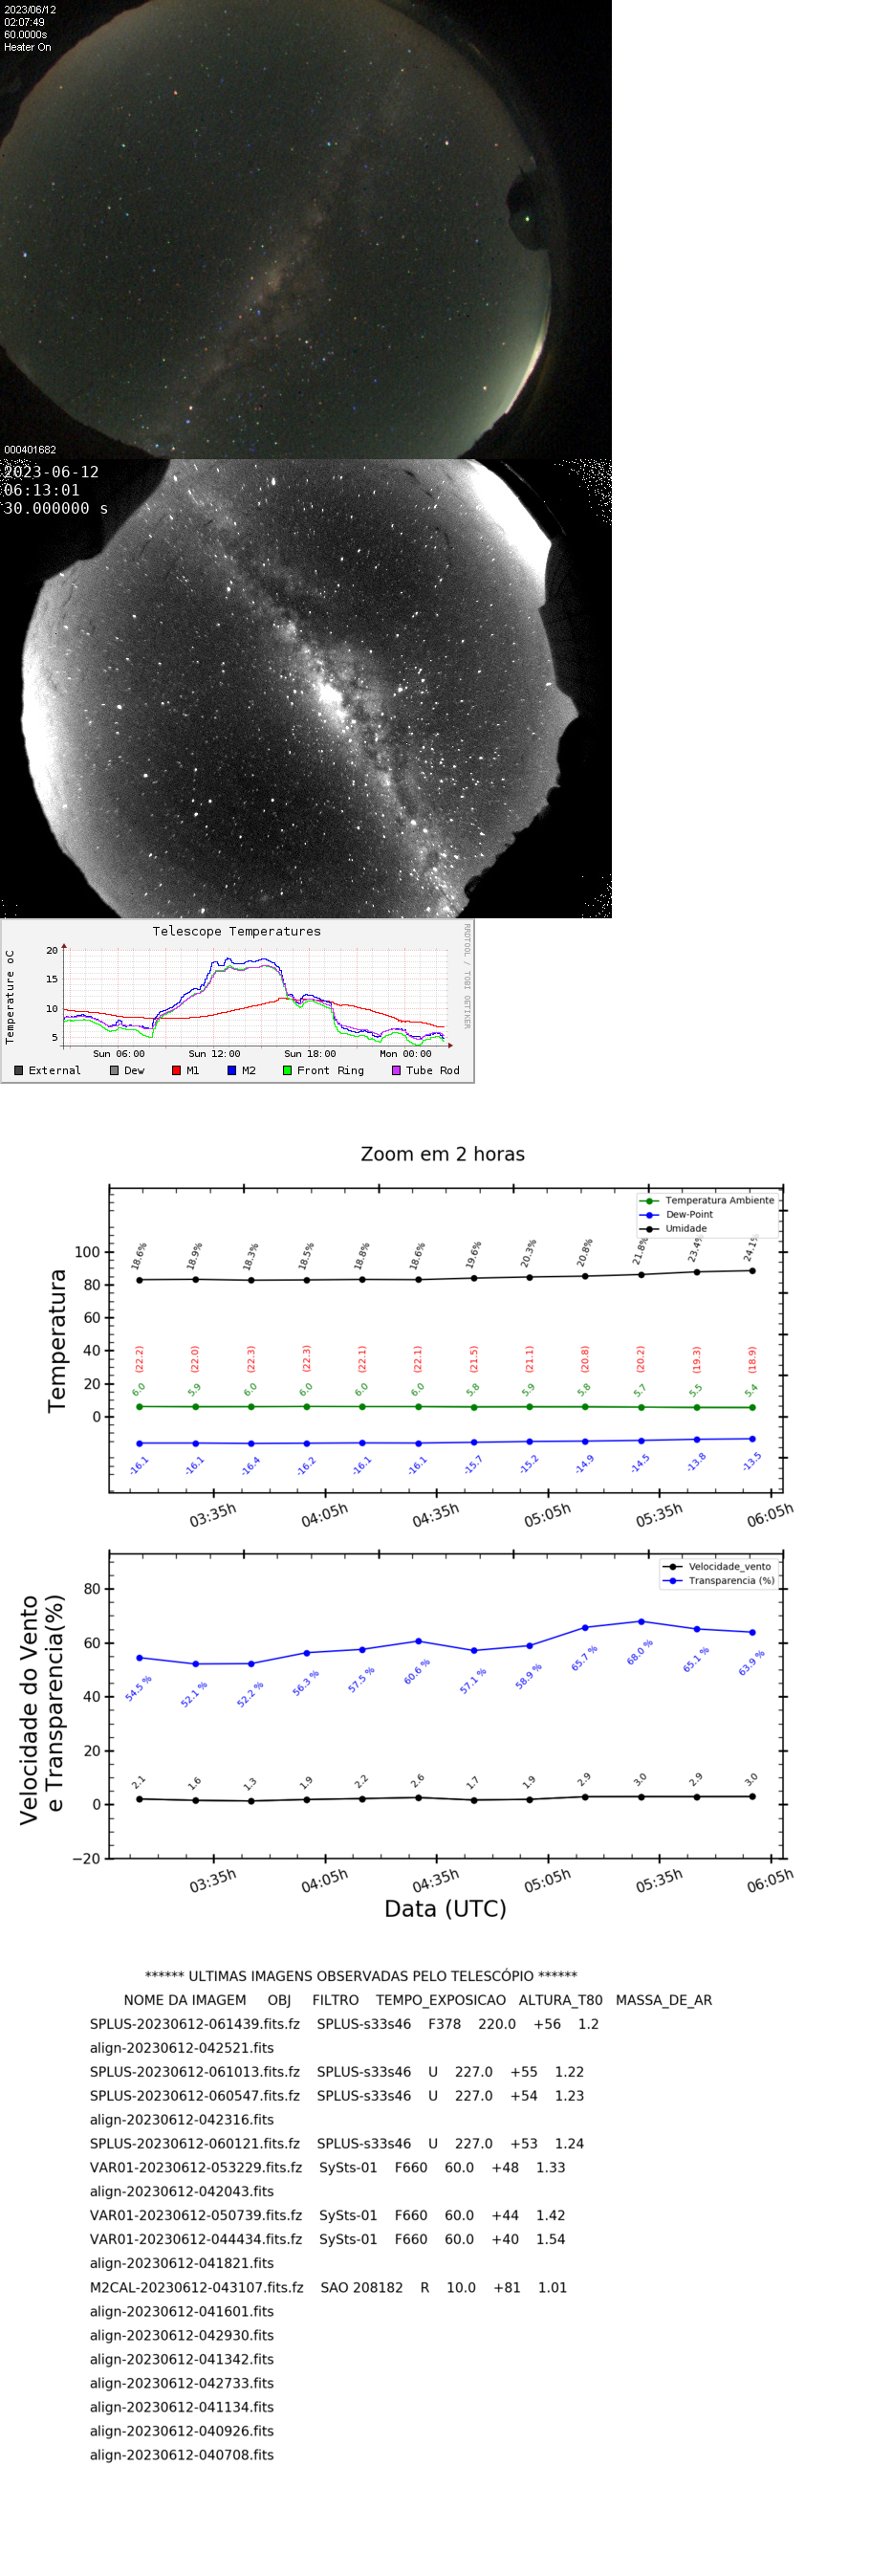 2023/06/12
02:07:49
60.0000s
Heater On
000401682
2023-06-12
06:13:01
30.000000 s
Telescope Temperatures
RRDTOOL / TOBI OETIKER
Temperature oC
20
15
10
5
Sun 06:00 Sun 12:00 Sun 18:00 Mon 00:00
External Dew M1 M2 Front Ring Tube Rod
Zoom em 2 horas
Temperatura Ambiente
Dew-Point
Umidade
Temperatura
100
80
60
40
20
0
18.6% 18.9% 18.3% 18.5% 18.8% 18.6% 19.6% 20.3% 20.8% 21.8% 23.4% 24.1%
(22.2) (22.0) (22.3) (22.3) (22.1) (22.1) (21.5) (21.1) (20.8) (20.2) (19.3) (18.9)
6.0 5.9 6.0 6.0 6.0 6.0 5.8 5.9 5.8 5.7 5.5 5.4
-16.1 -16.1 -16.4 -16.2 -16.1 -16.1 -15.7 -15.2 -14.9 -14.5 -13.8 -13.5
03:35h 04:05h 04:35h 05:05h 05:35h 06:05h
Velocidade_vento
Transparencia (%)
Velocidade do Vento
e Transparencia(%)
80
60
40
20
0
−20
54.5 % 52.1 % 52.2 % 56.3 % 57.5 % 60.6 % 57.1 % 58.9 % 65.7 % 68.0 % 65.1 % 63.9 %
2.1 1.6 1.3 1.9 2.2 2.6 1.7 1.9 2.9 3.0 2.9 3.0
03:35h 04:05h 04:35h 05:05h 05:35h 06:05h
Data (UTC)
****** ULTIMAS IMAGENS OBSERVADAS PELO TELESCÓPIO ******
NOME DA IMAGEM OBJ FILTRO TEMPO_EXPOSICAO ALTURA_T80 MASSA_DE_AR
SPLUS-20230612-061439.fits.fz SPLUS-s33s46 F378 220.0 +56 1.2
align-20230612-042521.fits
SPLUS-20230612-061013.fits.fz SPLUS-s33s46 U 227.0 +55 1.22
SPLUS-20230612-060547.fits.fz SPLUS-s33s46 U 227.0 +54 1.23
align-20230612-042316.fits
SPLUS-20230612-060121.fits.fz SPLUS-s33s46 U 227.0 +53 1.24
VAR01-20230612-053229.fits.fz SySts-01 F660 60.0 +48 1.33
align-20230612-042043.fits
VAR01-20230612-050739.fits.fz SySts-01 F660 60.0 +44 1.42
VAR01-20230612-044434.fits.fz SySts-01 F660 60.0 +40 1.54
align-20230612-041821.fits
M2CAL-20230612-043107.fits.fz SAO 208182 R 10.0 +81 1.01
align-20230612-041601.fits
align-20230612-042930.fits
align-20230612-041342.fits
align-20230612-042733.fits
align-20230612-041134.fits
align-20230612-040926.fits
align-20230612-040708.fits